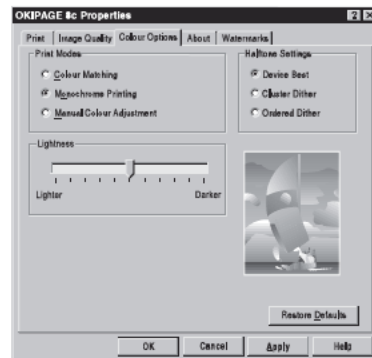 OKIPAGE 8c Properties
Print Image Quality Colour Options About Watermarks
Print Modes
Colour Matching
Monochrome Printing
Manual Colour Adjustment
Halftone Settings
Device Best
Cluster Dither
Ordered Dither
Lightness
Lighter Darker
Restore Defaults
OK Cancel Apply Help